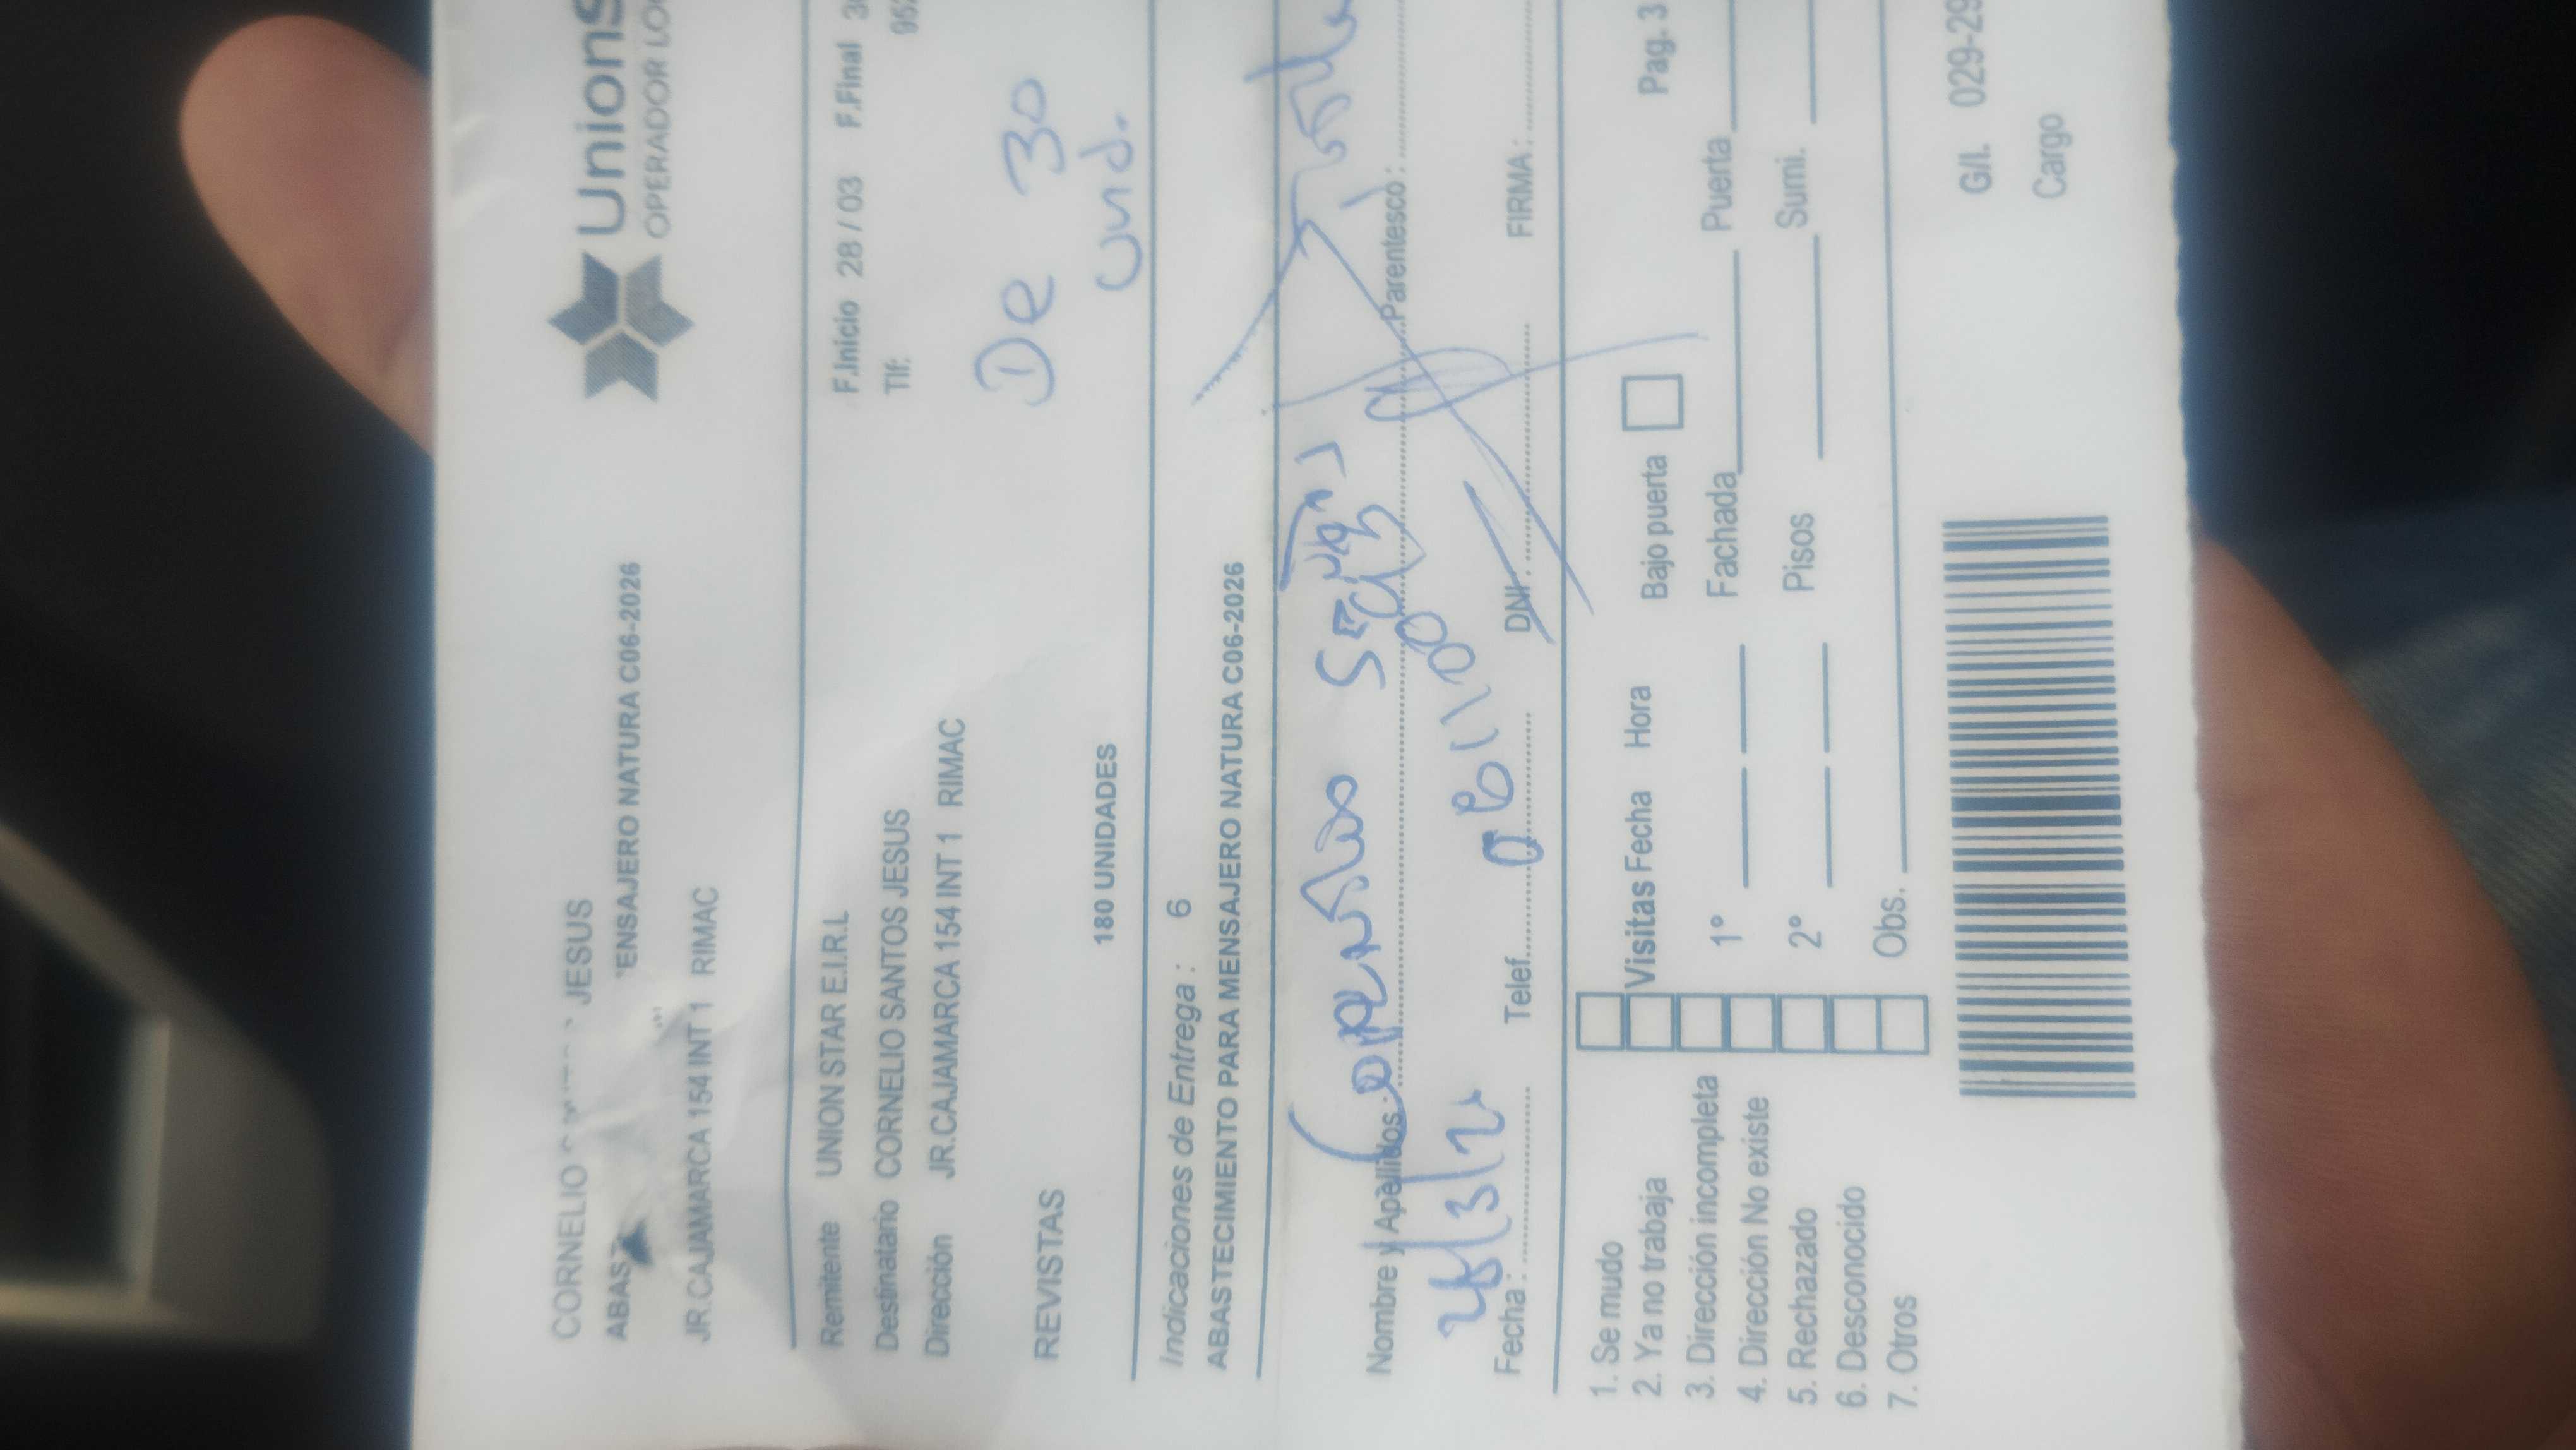 Unions
OPERADOR LO
CORNELIO JESUS
ABAST ENSAJERO NATURA C06-2026
JR.CAJAMARCA 154 INT 1 RIMAC
Remitente UNION STAR E.I.R.L F.Inicio 28 / 03 F.Final
Destinatario CORNELIO SANTOS JESUS Tlf:
Dirección JR.CAJAMARCA 154 INT 1 RIMAC
De 30
und.
REVISTAS
180 UNIDADES
Indicaciones de Entrega : 6
ABASTECIMIENTO PARA MENSAJERO NATURA C06-2026
Nombre y Apellidos : Parentesco :
Fecha : Telef. DNI : FIRMA :
1. Se mudo
2. Ya no trabaja Visitas Fecha Hora Bajo puerta Pag. 3
3. Dirección incompleta 1° Fachada Puerta
4. Dirección No existe
5. Rechazado 2° Pisos Sumi.
6. Desconocido
7. Otros Obs.
G/I. 029-29
Cargo